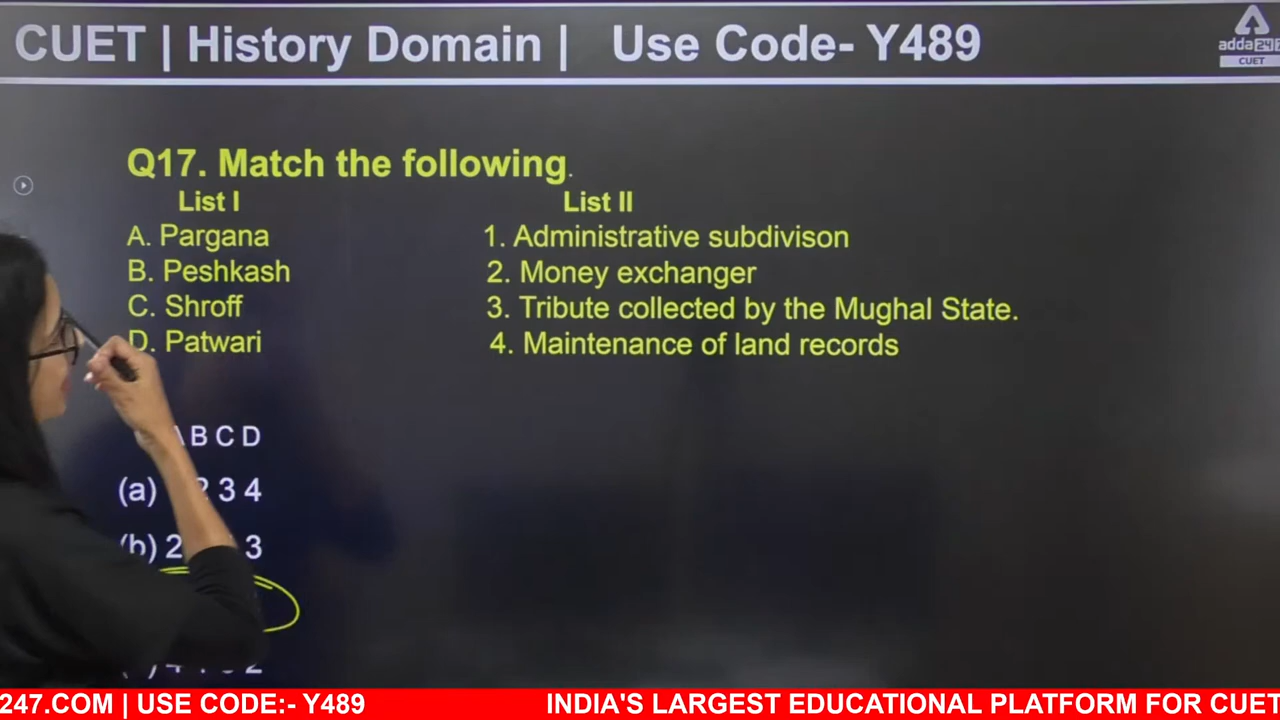 CUET | History Domain | Use Code- Y489
adda 247
CUET
Q17. Match the following.
List I List II
A. Pargana 1. Administrative subdivison
B. Peshkash 2. Money exchanger
C. Shroff 3. Tribute collected by the Mughal State.
D. Patwari 4. Maintenance of land records
B C D
(a) 3 4
(b) 2 3
247.COM | USE CODE:- Y489 INDIA'S LARGEST EDUCATIONAL PLATFORM FOR CUET